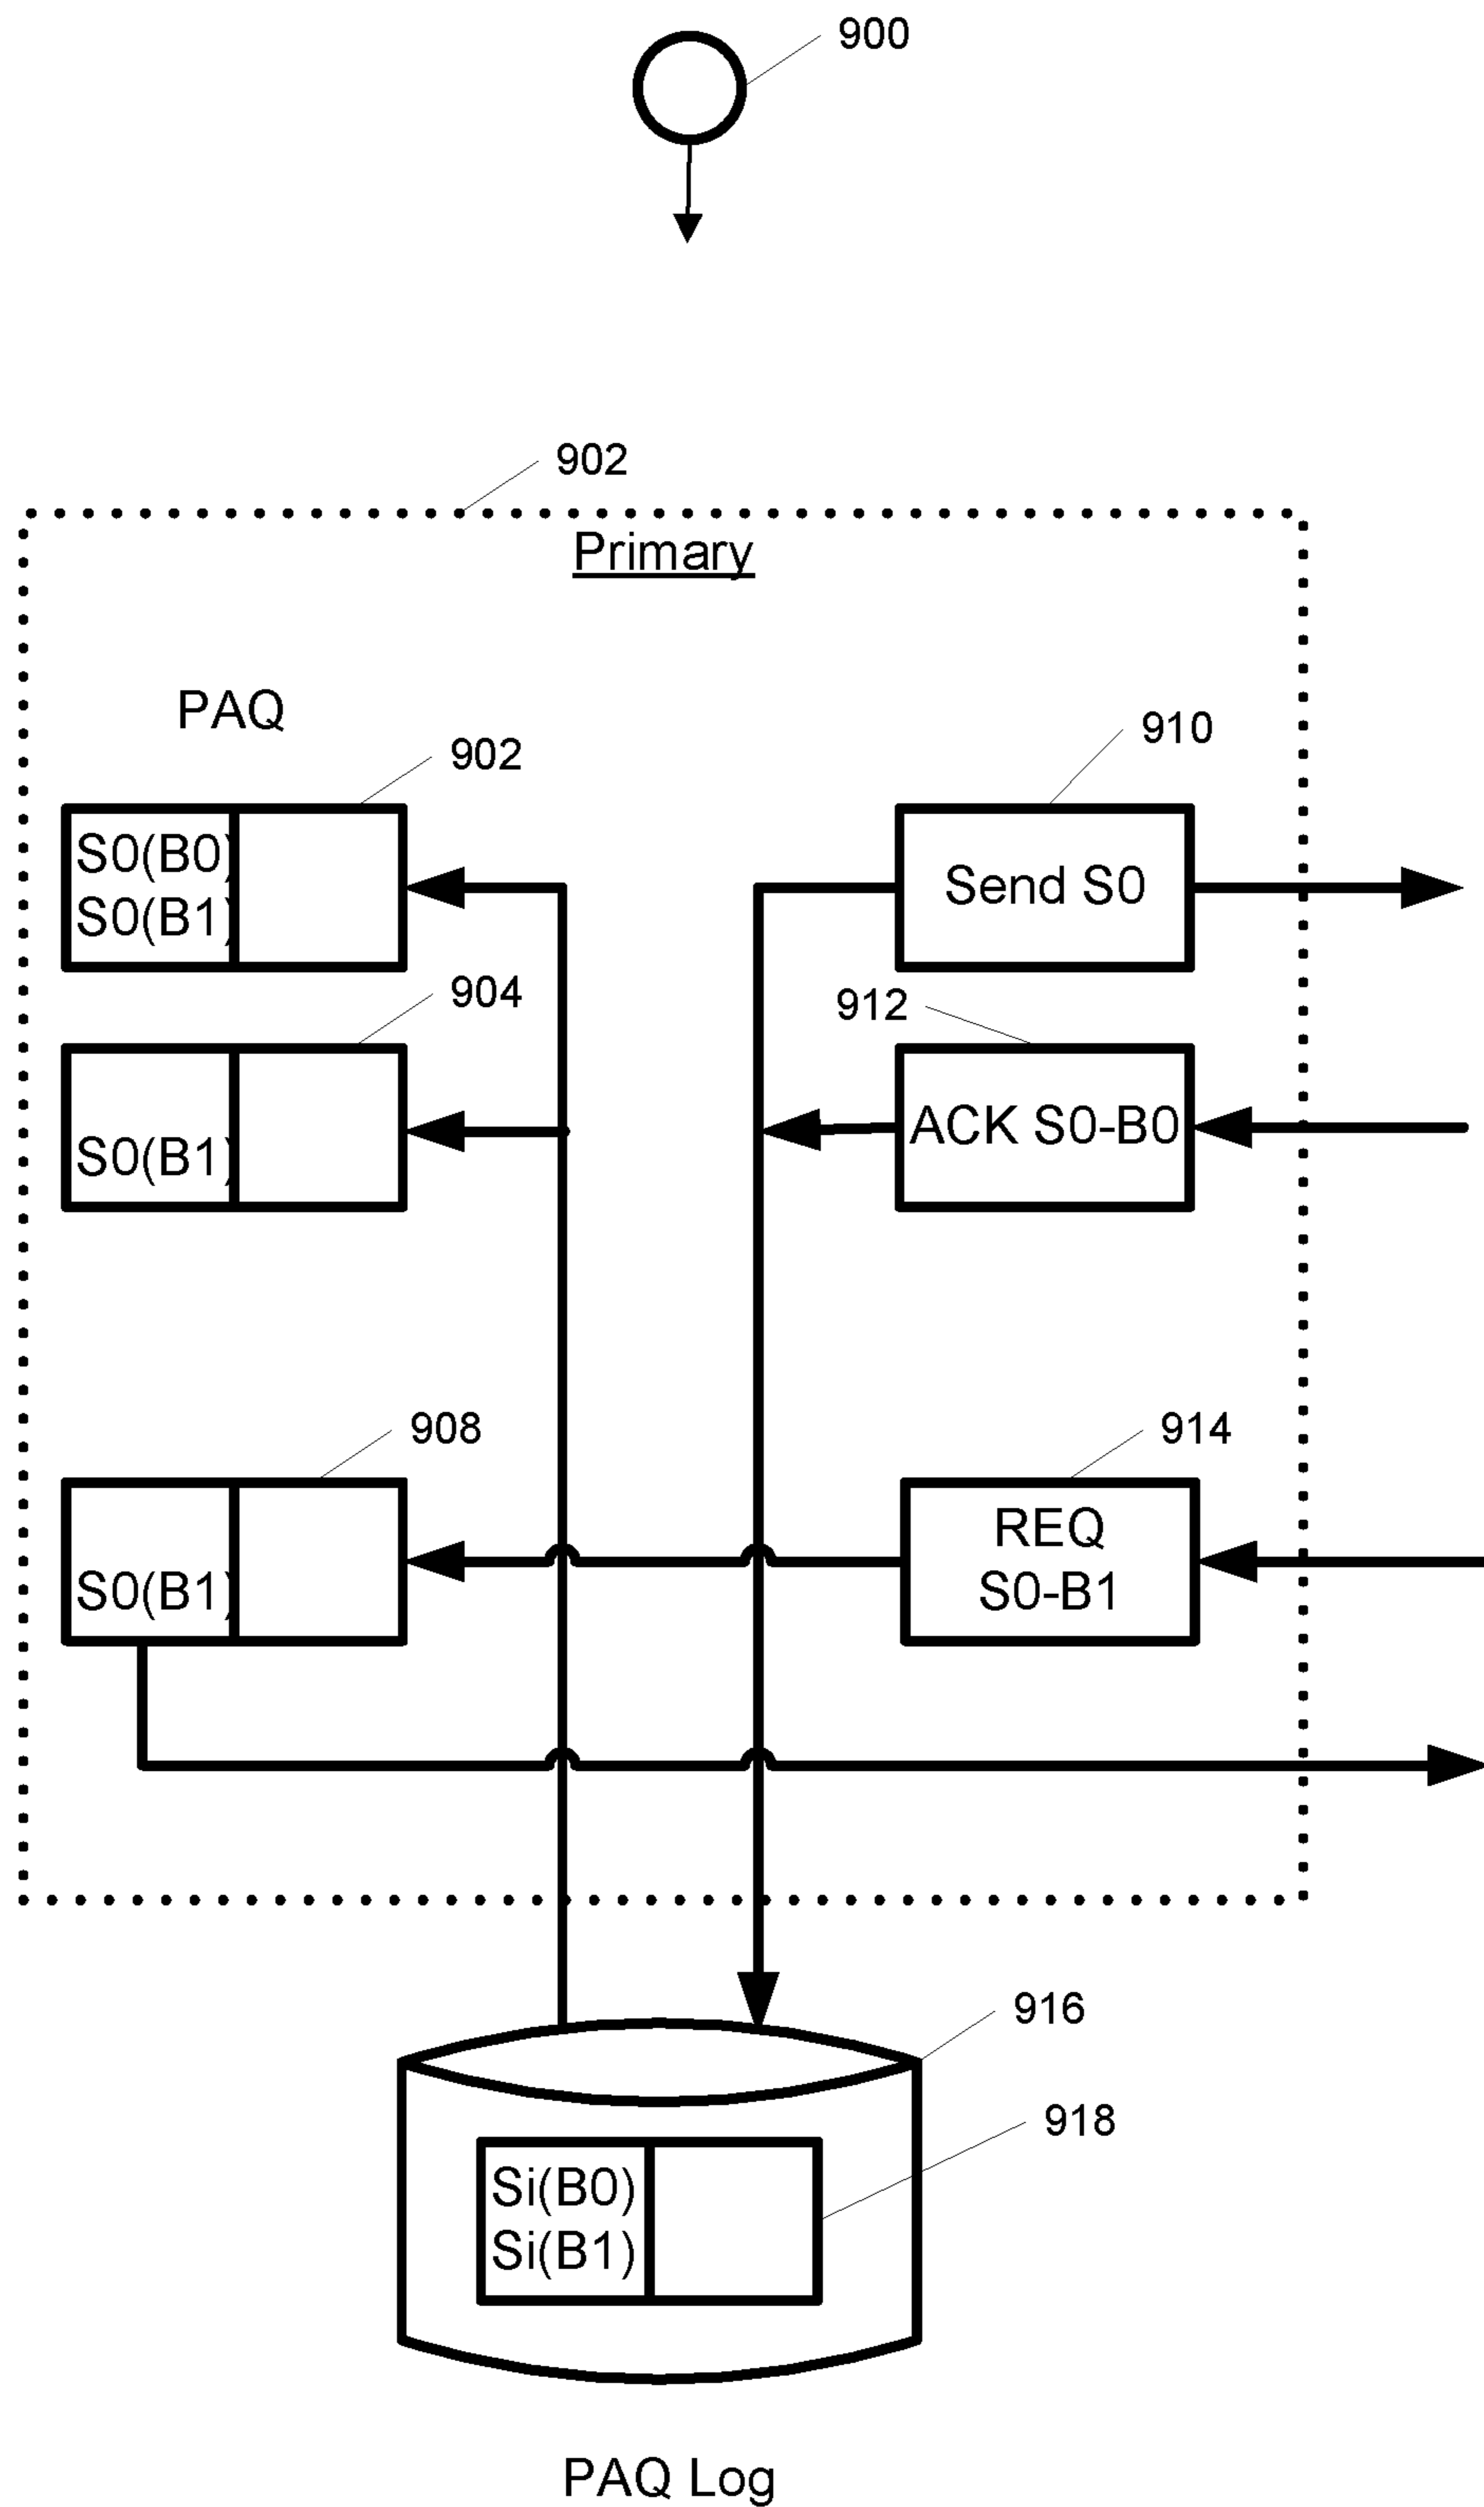 900
902
Primary
PAQ
902
910
S0(B0)
S0(B1)
Send S0
904
912
S0(B1)
ACK S0-B0
908
914
S0(B1)
REQ
S0-B1
916
918
Si(B0)
Si(B1)
PAQ Log